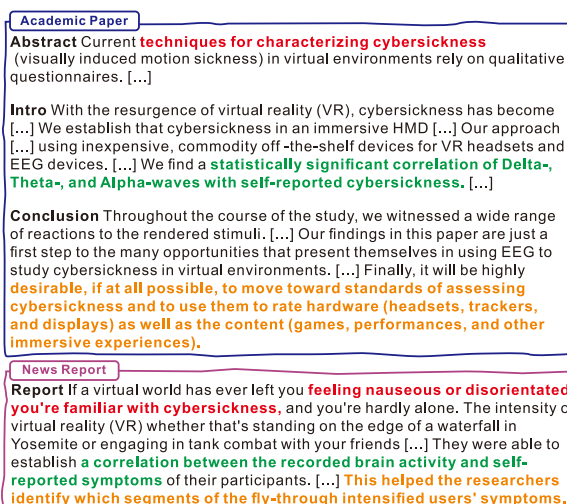 Academic Paper
Abstract Current techniques for characterizing cybersickness
(visually induced motion sickness) in virtual environments rely on qualitative
questionnaires. [...]
Intro With the resurgence of virtual reality (VR), cybersickness has become
[...] We establish that cybersickness in an immersive HMD [...] Our approach
[...] using inexpensive, commodity off -the-shelf devices for VR headsets and
EEG devices. [...] We find a statistically significant correlation of Delta-,
Theta-, and Alpha-waves with self-reported cybersickness. [...]
Conclusion Throughout the course of the study, we witnessed a wide range
of reactions to the rendered stimuli. [...] Our findings in this paper are just a
first step to the many opportunities that present themselves in using EEG to
study cybersickness in virtual environments. [...] Finally, it will be highly
desirable, if at all possible, to move toward standards of assessing
cybersickness and to use them to rate hardware (headsets, trackers,
and displays) as well as the content (games, performances, and other
immersive experiences).
News Report
Report If a virtual world has ever left you feeling nauseous or disorientated
you're familiar with cybersickness, and you're hardly alone. The intensity o
virtual reality (VR) whether that's standing on the edge of a waterfall in
Yosemite or engaging in tank combat with your friends [...] They were able to
establish a correlation between the recorded brain activity and self-
reported symptoms of their participants. [...] This helped the researchers
identify which segments of the fly-through intensified users' symptoms.